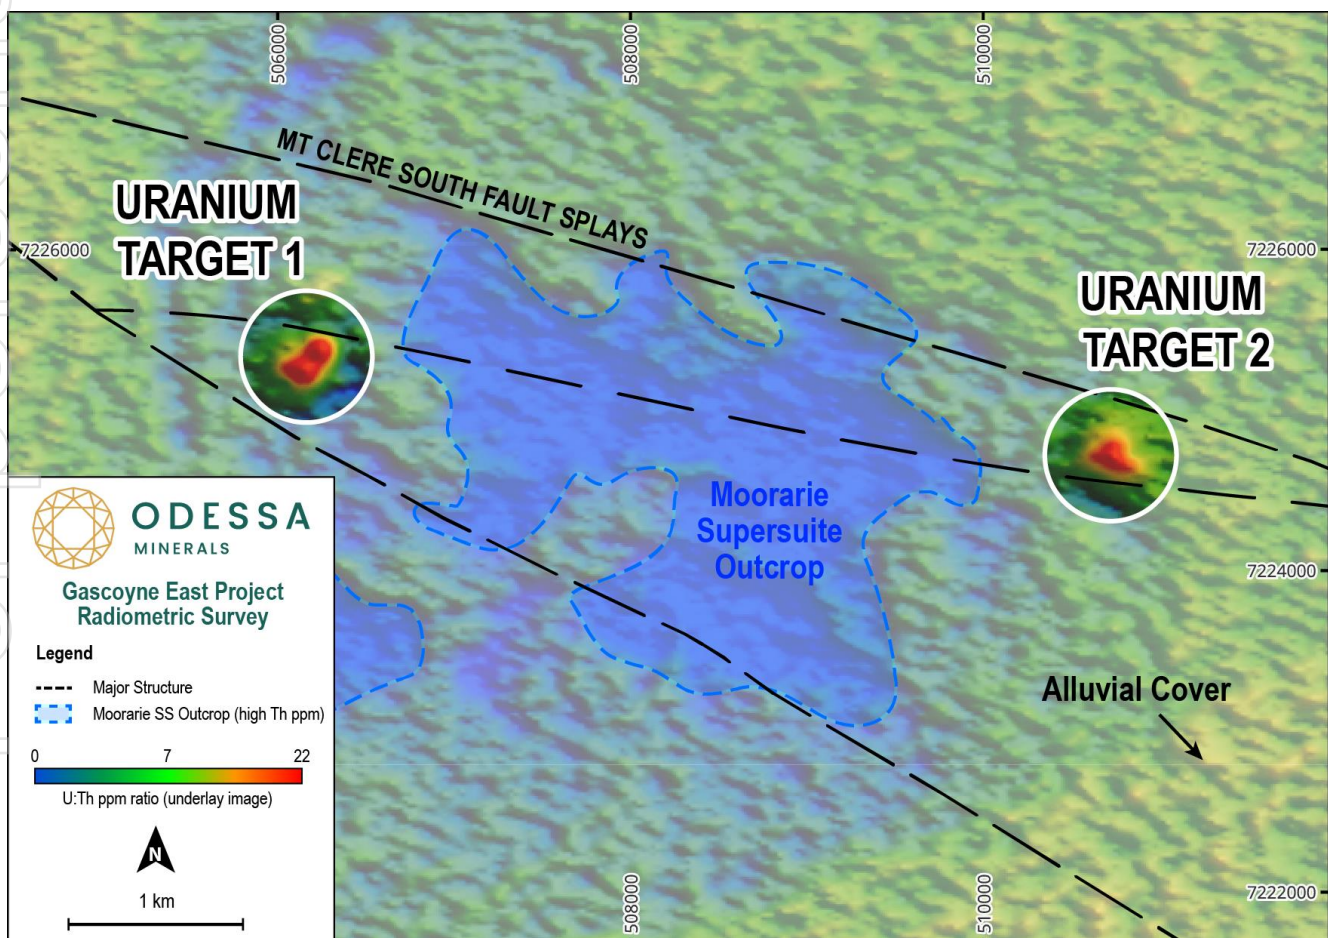 506000
508000
510000
MT CLERE SOUTH FAULT SPLAYS
URANIUM
TARGET 1
7226000
7226000
URANIUM
TARGET 2
Moorarie
Supersuite
Outcrop
7224000
Alluvial Cover
ODESSA
MINERALS
Gascoyne East Project
Radiometric Survey
Legend
Major Structure
Moorarie SS Outcrop (high Th ppm)
0 7 22
U:Th ppm ratio (underlay image)
N
1 km
508000
510000
7222000